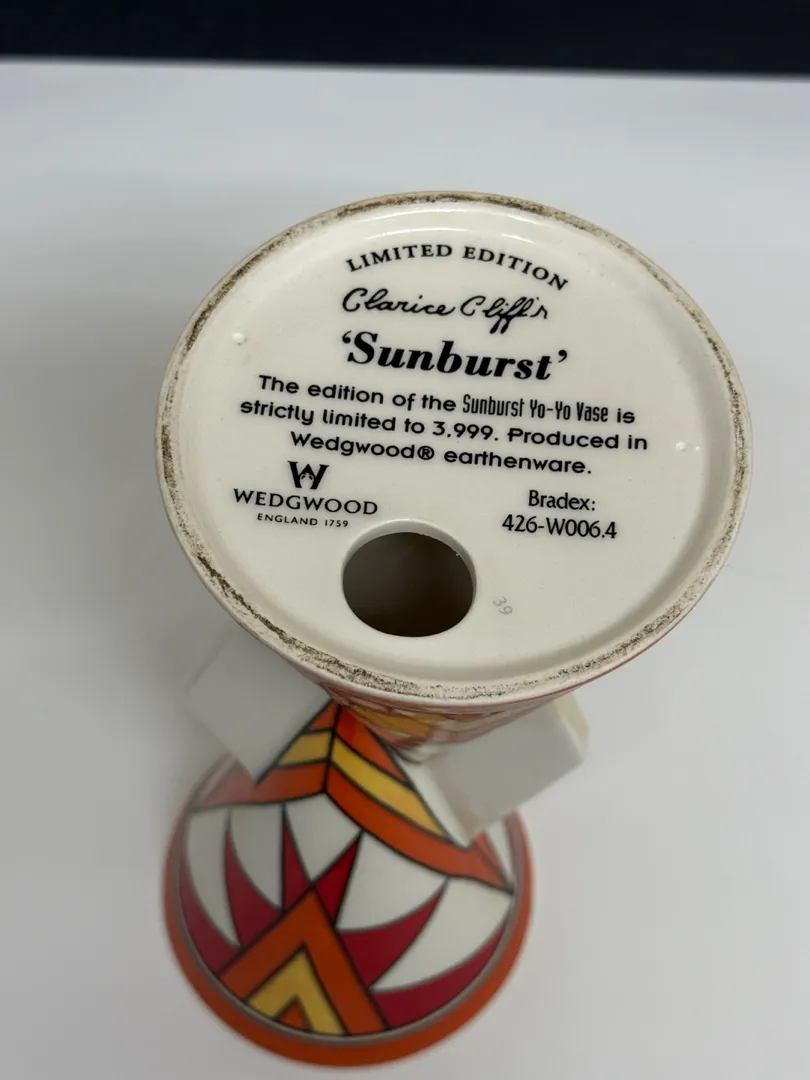 LIMITED EDITION
Clarice Cliff's
‘Sunburst’
The edition of the Sunburst Yo-Yo Vase is
strictly limited to 3,999. Produced in
Wedgwood® earthenware.
W
WEDGWOOD
ENGLAND 1759
Bradex:
426-W006.4
39